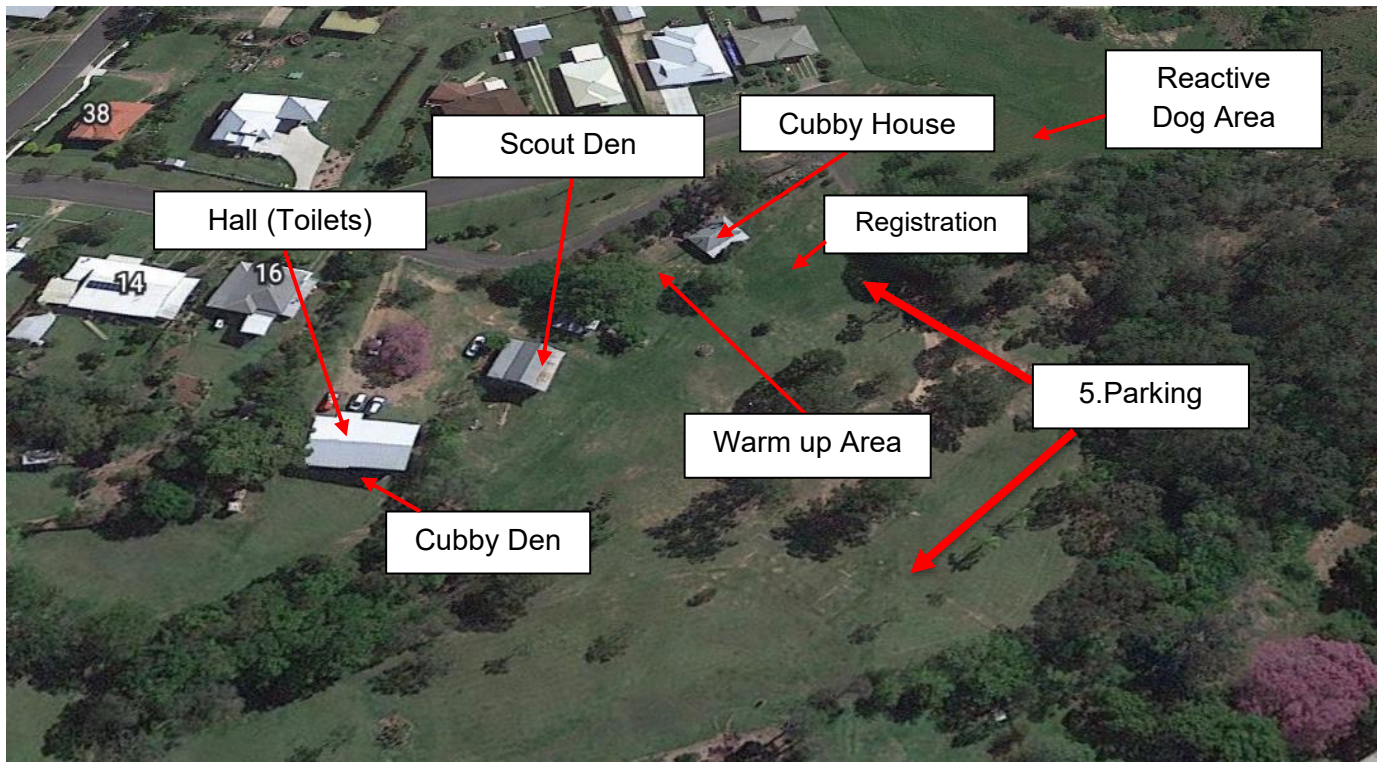 Reactive
Dog Area
Cubby House
38
Scout Den
Hall (Toilets)
Registration
14
16
5.Parking
Warm up Area
Cubby Den